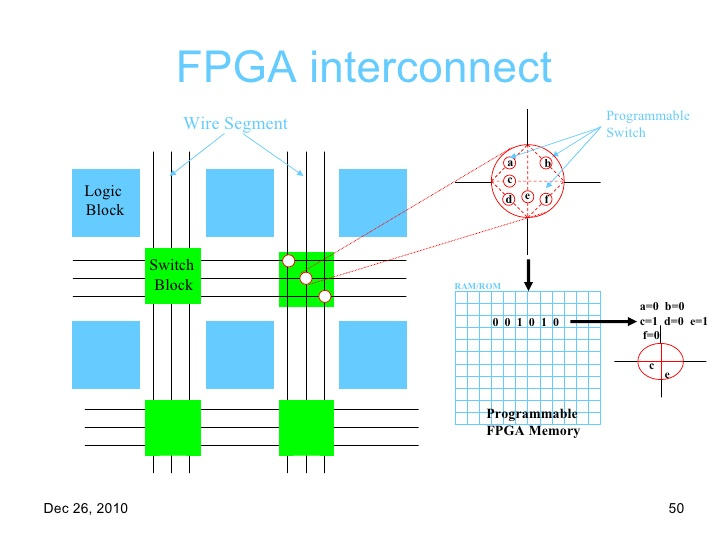 FPGA interconnect
Wire Segment
Programmable
Switch
Logic
Block
a
b
c
d
e
f
Switch
Block
RAM/ROM
0 0 1 0 1 0
a=0 b=0
c=1 d=0 e=1
f=0
c
e
Programmable
FPGA Memory
Dec 26, 2010
50